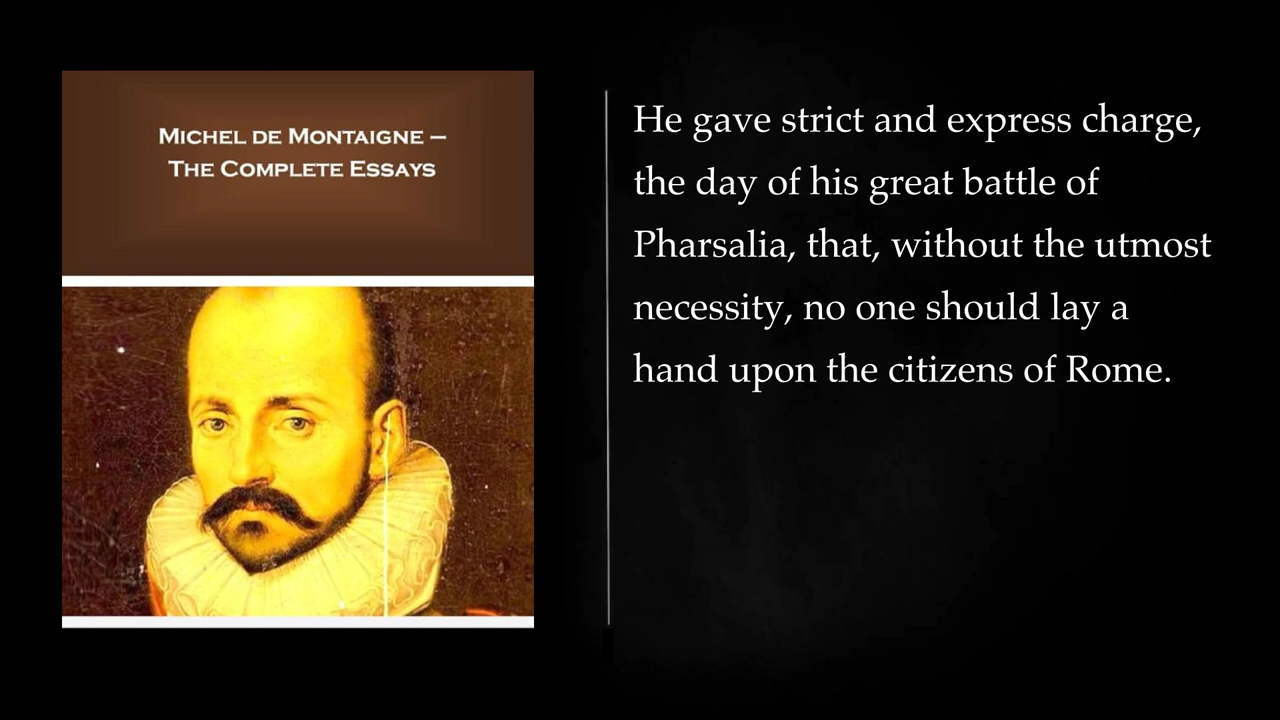 Michel de Montaigne –
The Complete Essays
He gave strict and express charge,
the day of his great battle of
Pharsalia, that, without the utmost
necessity, no one should lay a
hand upon the citizens of Rome.